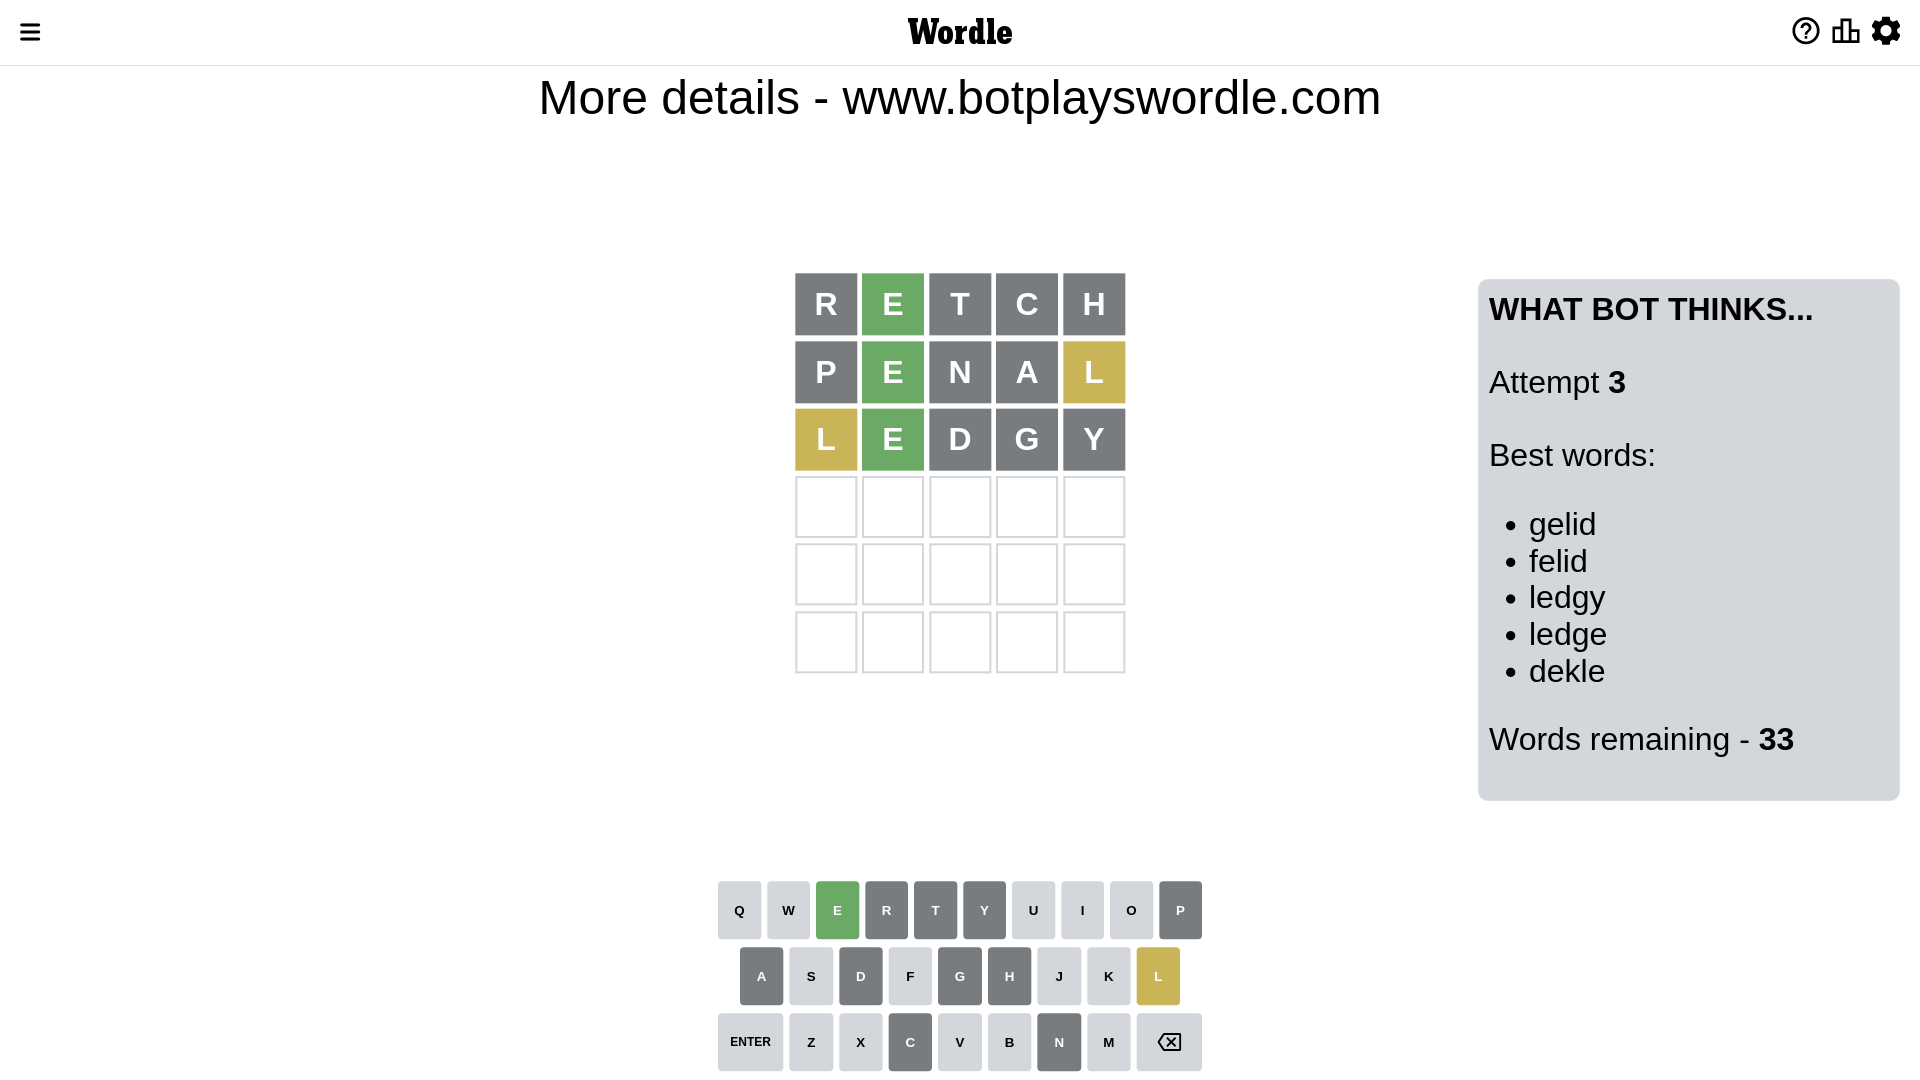 Wordle
More details - www.botplayswordle.com
R E T C H
P E N A L
L E D G Y
WHAT BOT THINKS...
Attempt 3
Best words:
• gelid
• felid
• ledgy
• ledge
• dekle
Words remaining - 33
Q W E R T Y U I O P
A S D F G H J K L
ENTER Z X C V B N M